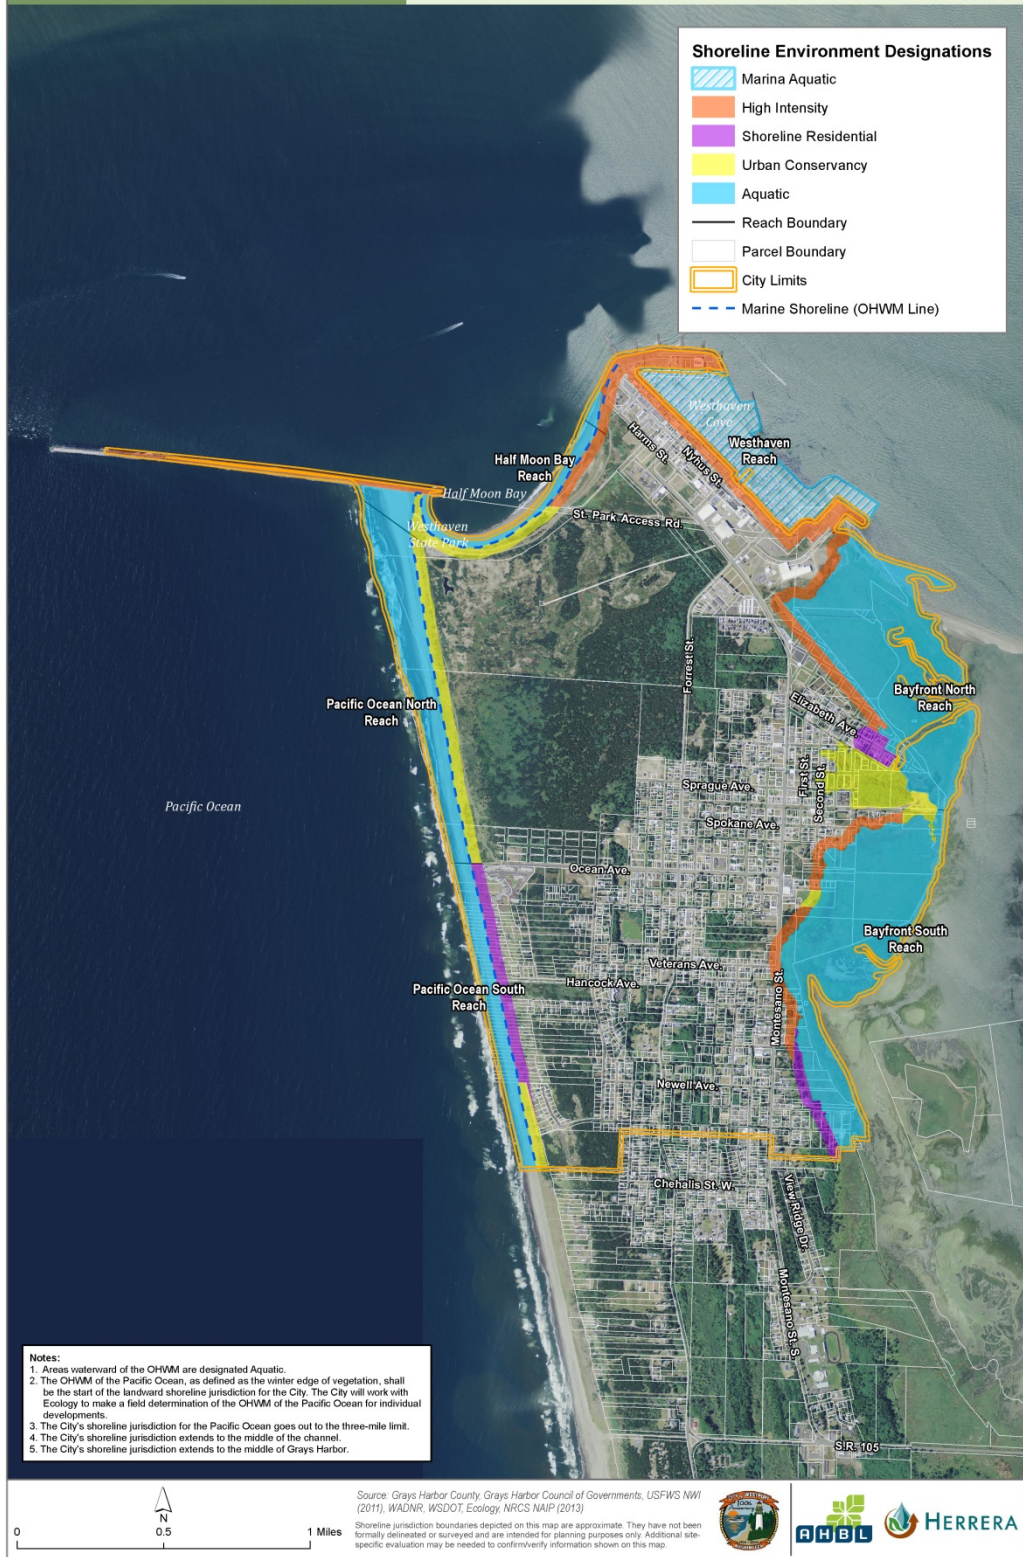 Shoreline Environment Designations
Marina Aquatic
High Intensity
Shoreline Residential
Urban Conservancy
Aquatic
Reach Boundary
Parcel Boundary
City Limits
Marine Shoreline (OHWM Line)
Westhaven
Cove
Westhaven
Reach
Harms St.
Nyhus St.
Half Moon Bay
Reach
Half Moon Bay
St. Park Access Rd.
Westhaven
State Park
Forrest St.
Bayfront North
Reach
Pacific Ocean North
Reach
Elizabeth Ave.
First St.
Second St.
Sprague Ave.
Pacific Ocean
Spokane Ave.
Ocean Ave.
Bayfront South
Reach
Veterans Ave.
Hancock Ave.
Pacific Ocean South
Reach
Montesano St.
Newell Ave.
Chehalis St. W.
View Ridge Dr.
Montesano St. S.
S.R. 105
Notes:
1. Areas waterward of the OHWM are designated Aquatic.
2. The OHWM of the Pacific Ocean, as defined as the winter edge of vegetation, shall
be the start of the landward shoreline jurisdiction for the City. The City will work with
Ecology to make a field determination of the OHWM of the Pacific Ocean for individual
developments.
3. The City's shoreline jurisdiction for the Pacific Ocean goes out to the three-mile limit.
4. The City's shoreline jurisdiction extends to the middle of the channel.
5. The City's shoreline jurisdiction extends to the middle of Grays Harbor.
N
0 0.5 1 Miles
Source: Grays Harbor County, Grays Harbor Council of Governments, USFWS NWI
(2011), WADNR, WSDOT, Ecology, NRCS NAIP (2013)
Shoreline jurisdiction boundaries depicted on this map are approximate. They have not been
formally delineated or surveyed and are intended for planning purposes only. Additional site-
specific evaluation may be needed to confirm/verify information shown on this map.
AHBL
HERRERA